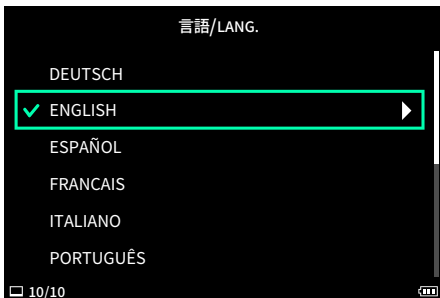 言語/LANG.
DEUTSCH
ENGLISH
ESPAÑOL
FRANCAIS
ITALIANO
PORTUGUÊS
10/10